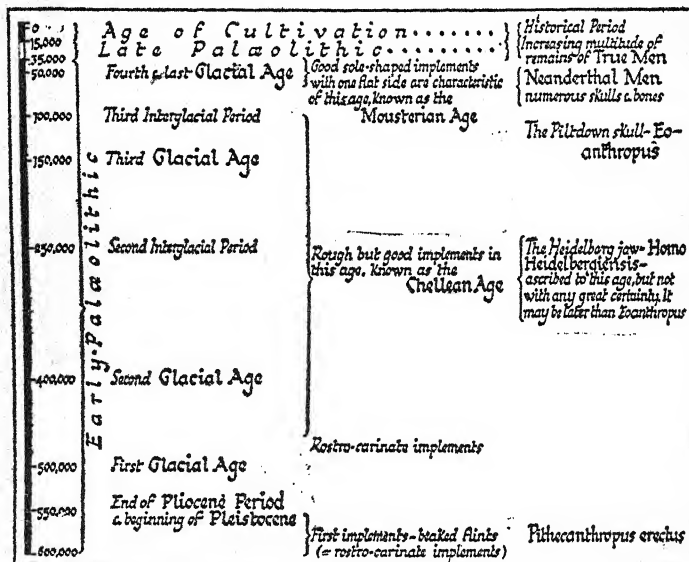 Age of Cultivation
Historical Period
15,000
Late Palæolithic
Increasing multitude of
remains of True Men
35,000
50,000
Fourth & last Glacial Age
Good sole-shaped implements
with one flat side are characteristic
of this age, known as the
Mousterian Age
Neanderthal Men
numerous skulls & bones
100,000
Third Interglacial Period
The Piltdown skull - Eo-
anthropus
150,000
Third Glacial Age
250,000
Second Interglacial Period
Rough but good implements in
this age, known as the
Chellean Age
The Heidelberg jaw - Homo
Heidelbergiensis -
ascribed to this age, but not
with any great certainty. It
may be later than Eoanthropus
Early Palæolithic
400,000
Second Glacial Age
Rostro-carinate implements
500,000
First Glacial Age
550,000
End of Pliocene Period
& beginning of Pleistocene
First implements - beaked flints
(= rostro-carinate implements)
Pithecanthropus erectus
600,000